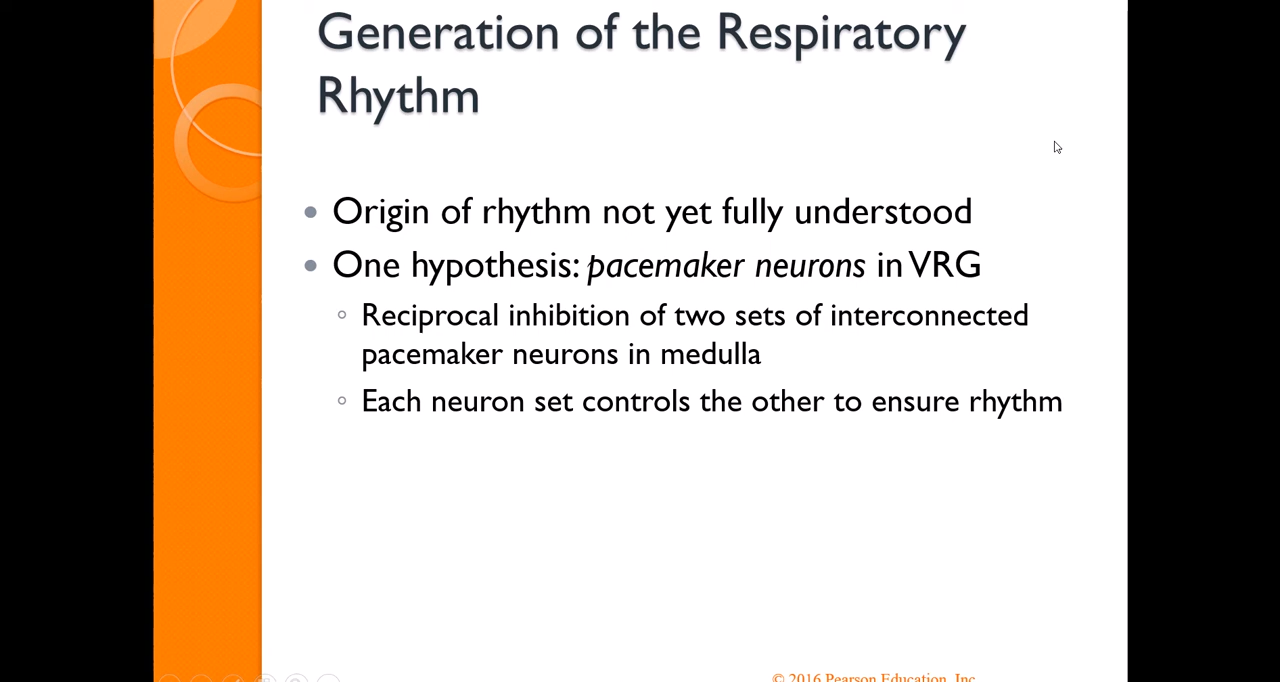 Generation of the Respiratory
Rhythm
• Origin of rhythm not yet fully understood
• One hypothesis: pacemaker neurons in VRG
◦ Reciprocal inhibition of two sets of interconnected
pacemaker neurons in medulla
◦ Each neuron set controls the other to ensure rhythm
© 2016 Pearson Education, Inc.